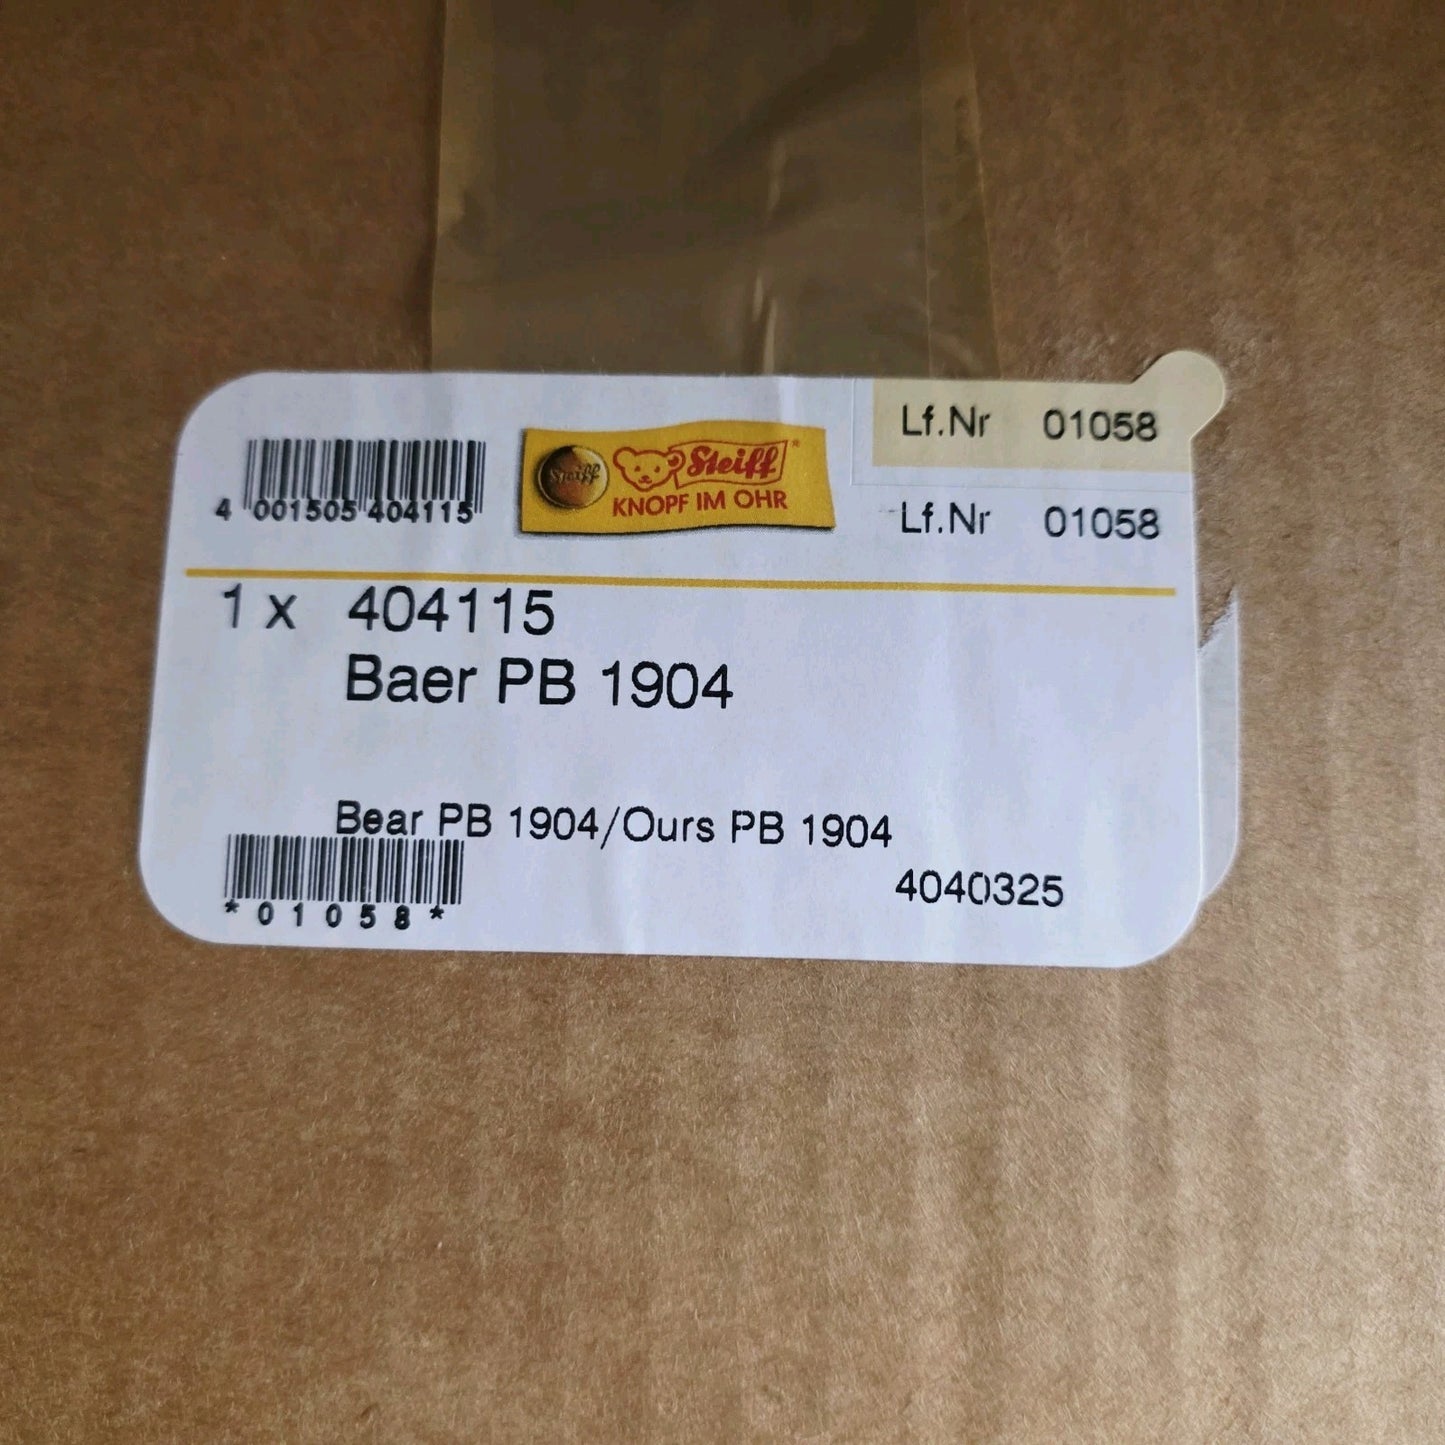 Lf.Nr 01058
4 001505 404115
Steiff
Steiff®
KNOPF IM OHR
Lf.Nr 01058
1 x 404115
Baer PB 1904
Bear PB 1904/Ours PB 1904
4040325
*01058*